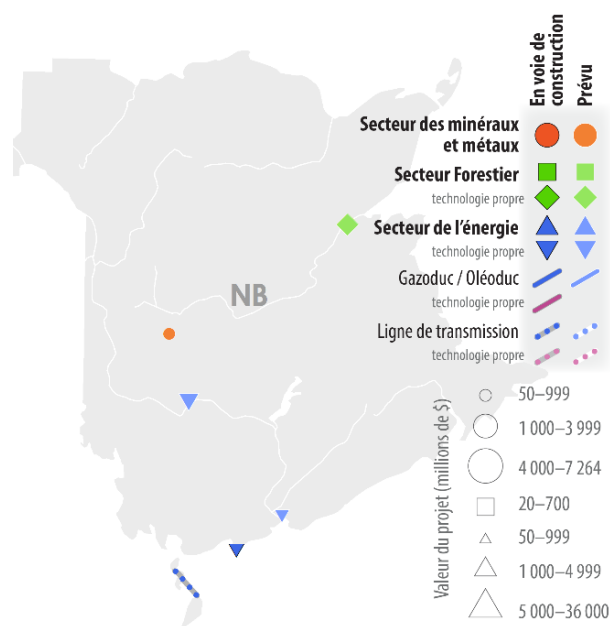 En voie de
construction
Prévu
Secteur des minéraux
et métaux
Secteur Forestier
technologie propre
Secteur de l'énergie
technologie propre
Gazoduc / Oléoduc
technologie propre
Ligne de transmission
technologie propre
NB
Valeur du projet (millions de $)
50–999
1 000–3 999
4 000–7 264
20–700
50–999
1 000–4 999
5 000–36 000